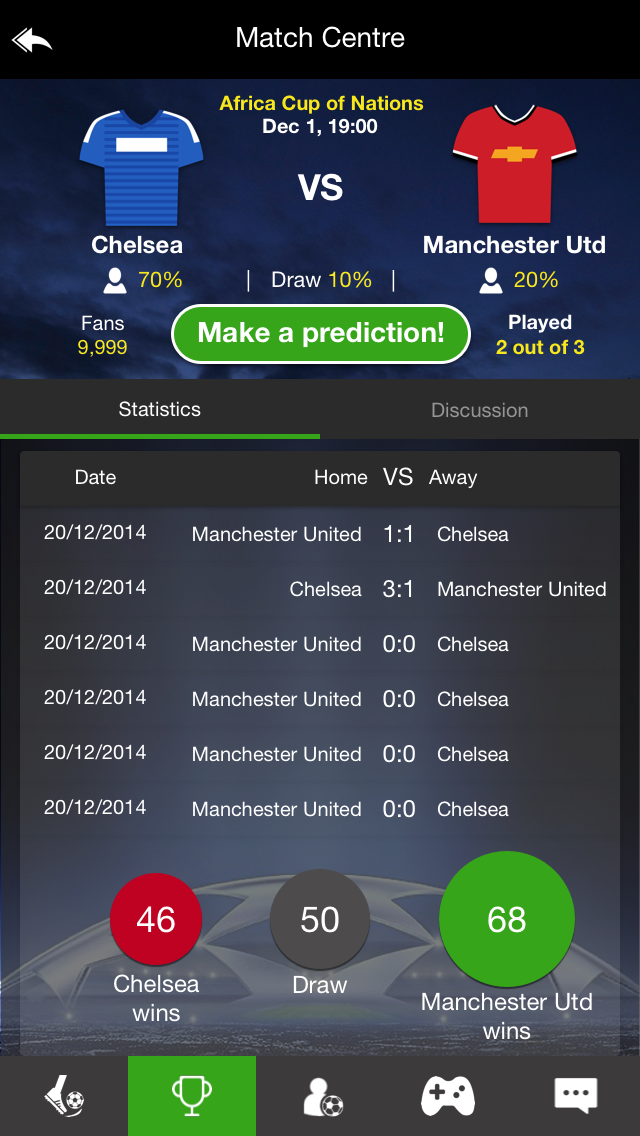 Match Centre
Africa Cup of Nations
Dec 1, 19:00
VS
Chelsea
Manchester Utd
70% | Draw 10% | 20%
Fans
9,999
Make a prediction!
Played
2 out of 3
Statistics
Discussion
Date Home VS Away
20/12/2014 Manchester United 1:1 Chelsea
20/12/2014 Chelsea 3:1 Manchester United
20/12/2014 Manchester United 0:0 Chelsea
20/12/2014 Manchester United 0:0 Chelsea
20/12/2014 Manchester United 0:0 Chelsea
20/12/2014 Manchester United 0:0 Chelsea
46
Chelsea
wins
50
Draw
68
Manchester Utd
wins